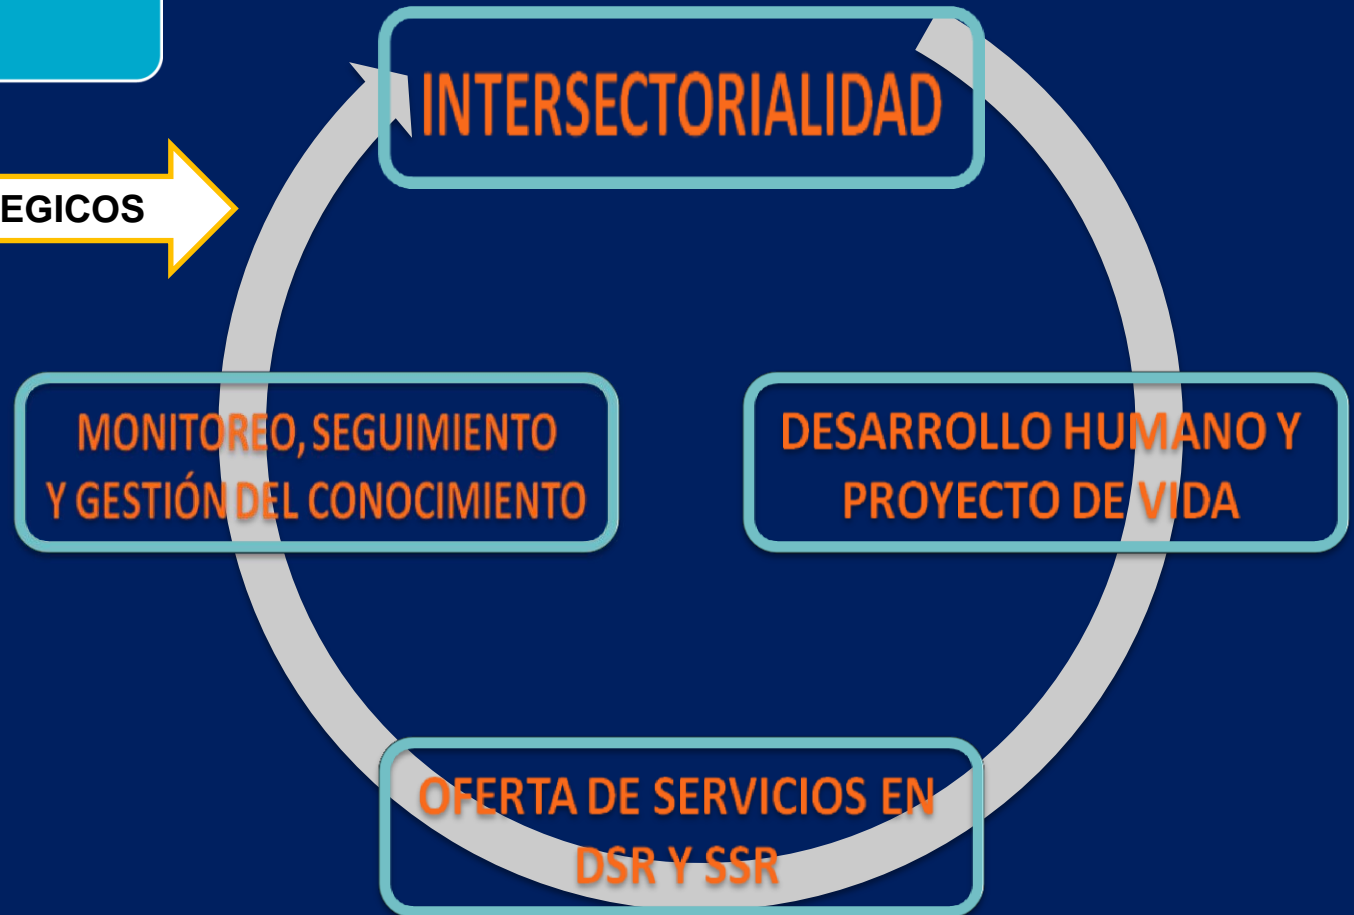 INTERSECTORIALIDAD
EGICOS
MONITOREO, SEGUIMIENTO
Y GESTIÓN DEL CONOCIMIENTO
DESARROLLO HUMANO Y
PROYECTO DE VIDA
OFERTA DE SERVICIOS EN
DSR Y SSR